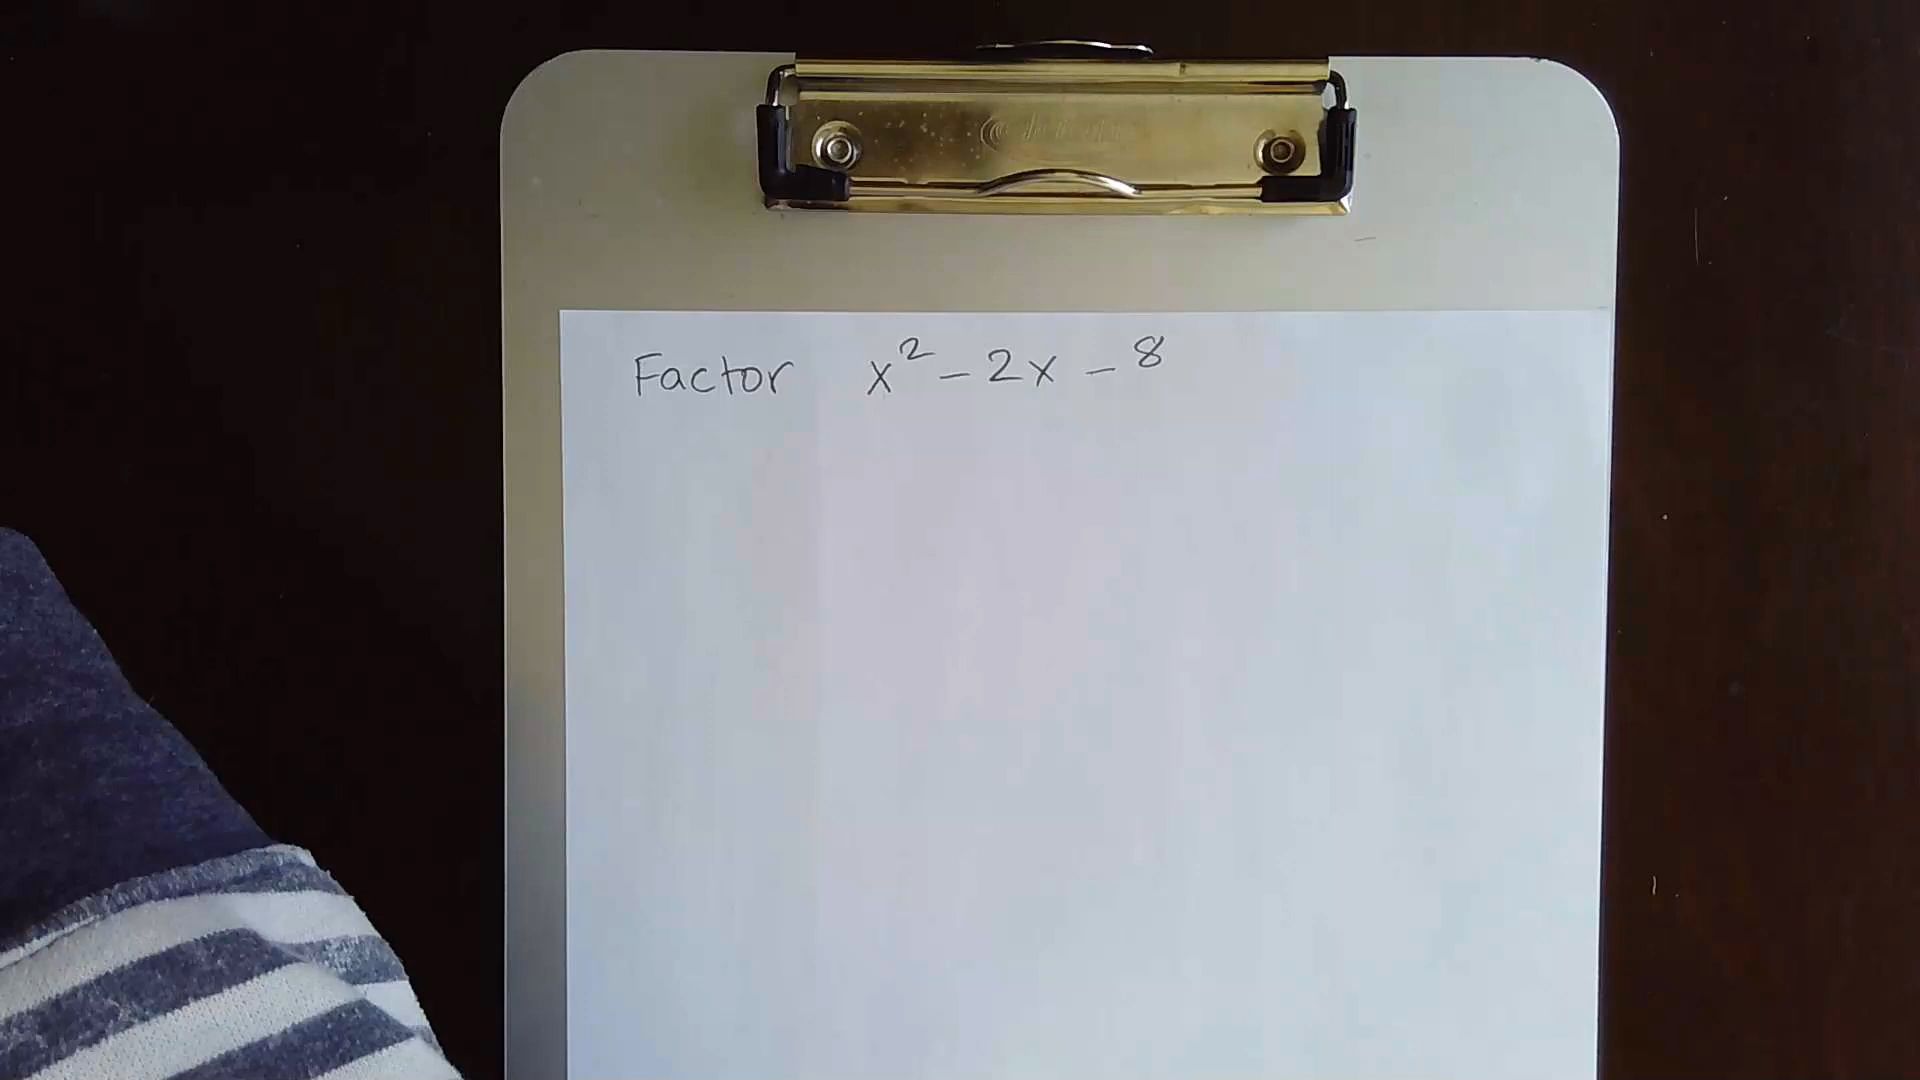 Factor x² - 2x - 8